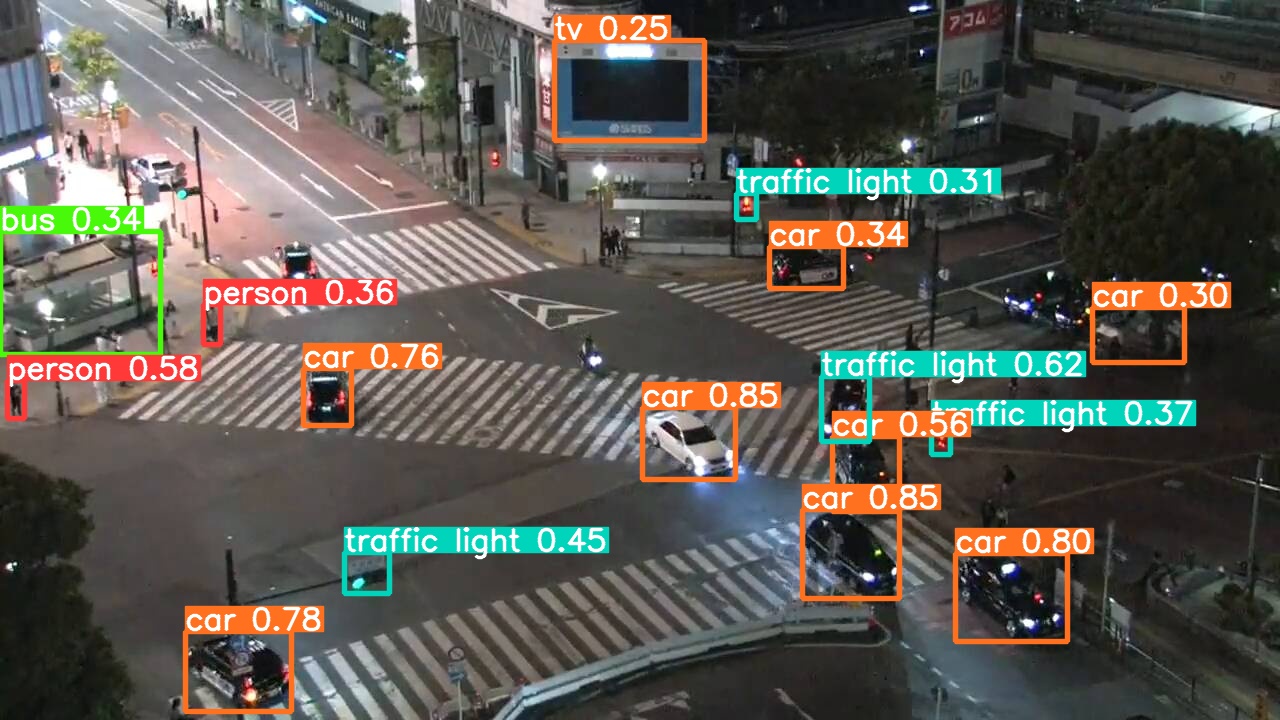 tv 0.25
AMERICAN EAGLE
アコム
traffic light 0.31
bus 0.34
car 0.34
person 0.36
car 0.30
car 0.76
person 0.58
traffic light 0.62
car 0.85
traffic light 0.37
car 0.56
car 0.85
traffic light 0.45
car 0.80
car 0.78